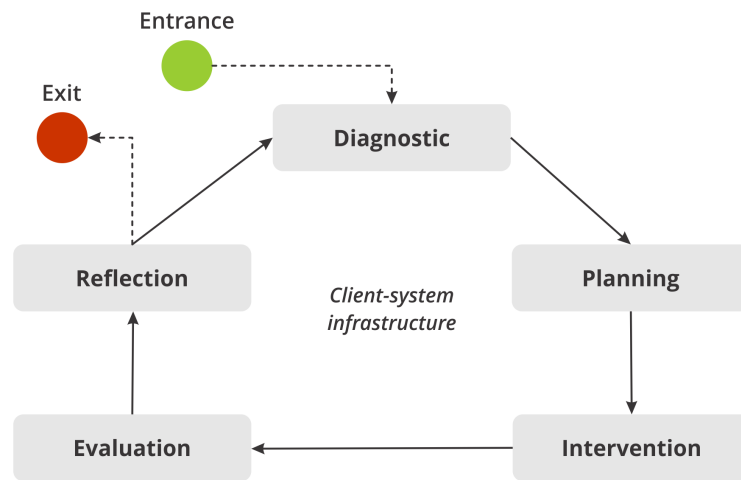 Entrance
Exit
Diagnostic
Reflection
Planning
Client-system
infrastructure
Evaluation
Intervention